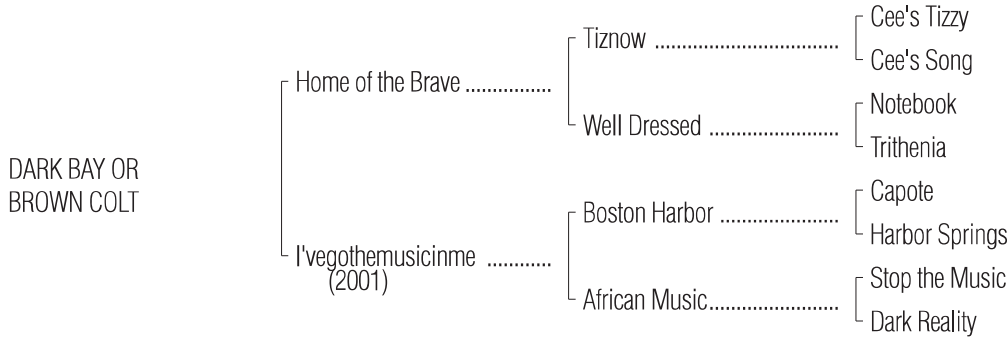 Cee's Tizzy
Tiznow ................................
Cee's Song
Home of the Brave ................
Notebook
Well Dressed ......................
Trithenia
DARK BAY OR
BROWN COLT
Capote
Boston Harbor ....................
Harbor Springs
I'vegothemusicinme ............
(2001)
Stop the Music
African Music.......................
Dark Reality